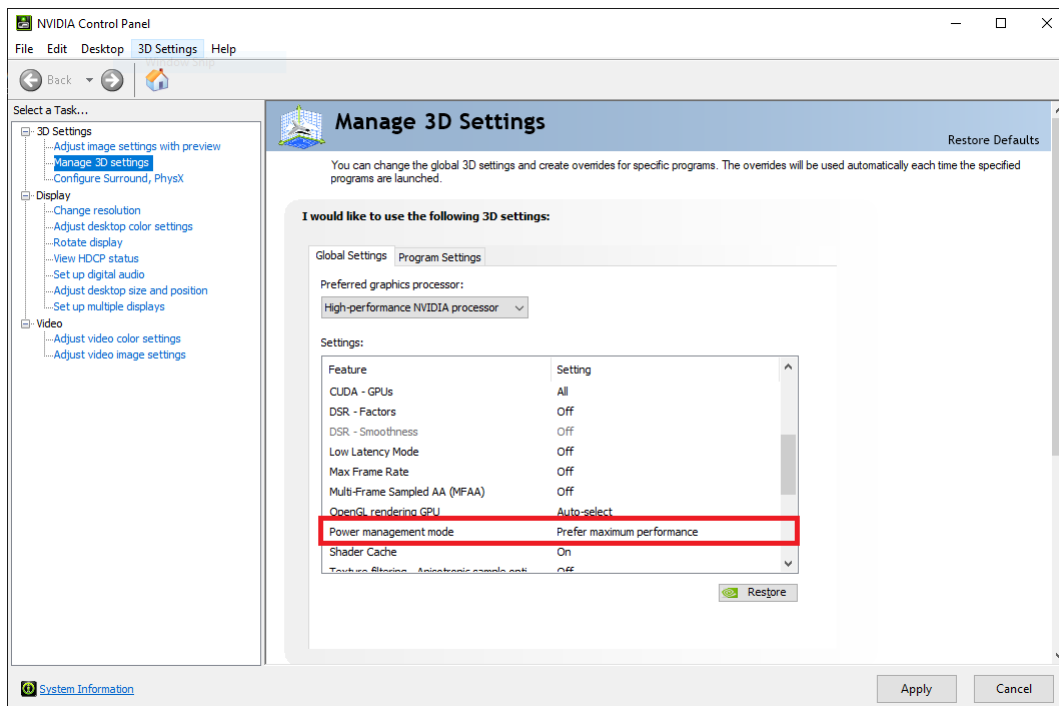 NVIDIA Control Panel
File Edit Desktop 3D Settings Help
Back
Select a Task...
3D Settings
Adjust image settings with preview
Manage 3D settings
Configure Surround, PhysX
Display
Change resolution
Adjust desktop color settings
Rotate display
View HDCP status
Set up digital audio
Adjust desktop size and position
Set up multiple displays
Video
Adjust video color settings
Adjust video image settings
Manage 3D Settings
Restore Defaults
You can change the global 3D settings and create overrides for specific programs. The overrides will be used automatically each time the specified
programs are launched.
I would like to use the following 3D settings:
Global Settings Program Settings
Preferred graphics processor:
High-performance NVIDIA processor
Settings:
Feature Setting
CUDA - GPUs All
DSR - Factors Off
DSR - Smoothness Off
Low Latency Mode Off
Max Frame Rate Off
Multi-Frame Sampled AA (MFAA) Off
OpenGL rendering GPU Auto-select
Power management mode Prefer maximum performance
Shader Cache On
Texture filtering - Anisotropic sample opti... Off
Restore
System Information
Apply Cancel